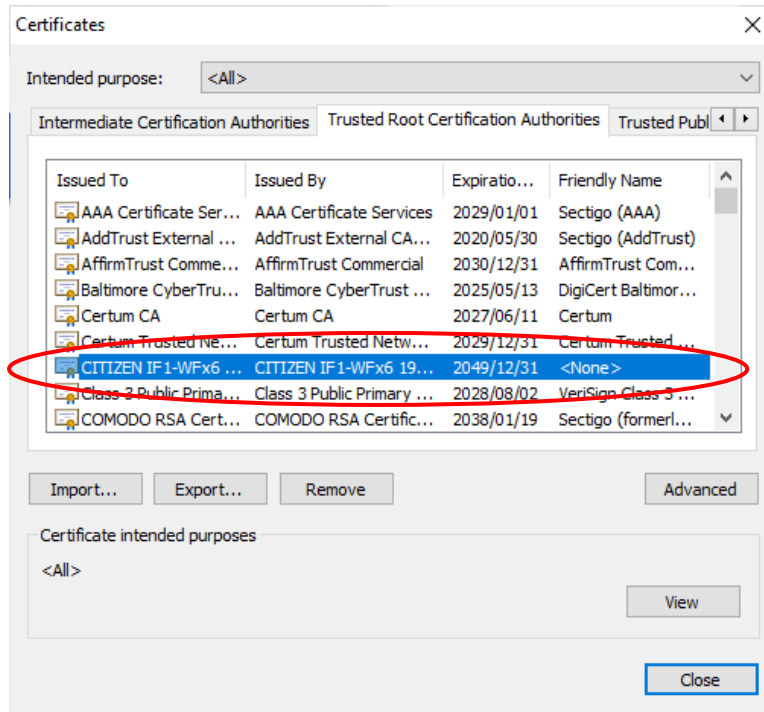 Certificates
Intended purpose: <All>
Intermediate Certification Authorities Trusted Root Certification Authorities Trusted Publ
Issued To Issued By Expiratio... Friendly Name
AAA Certificate Ser... AAA Certificate Services 2029/01/01 Sectigo (AAA)
AddTrust External ... AddTrust External CA... 2020/05/30 Sectigo (AddTrust)
AffirmTrust Comme... AffirmTrust Commercial 2030/12/31 AffirmTrust Com...
Baltimore CyberTru... Baltimore CyberTrust ... 2025/05/13 DigiCert Baltimor...
Certum CA Certum CA 2027/06/11 Certum
Certum Trusted Ne... Certum Trusted Netw... 2029/12/31 Certum Trusted ...
CITIZEN IF1-WFx6 ... CITIZEN IF1-WFx6 19... 2049/12/31 <None>
Class 3 Public Prima... Class 3 Public Primary ... 2028/08/02 VeriSign Class 3 ...
COMODO RSA Cert... COMODO RSA Certific... 2038/01/19 Sectigo (formerl...
Import... Export... Remove Advanced
Certificate intended purposes
<All>
View
Close